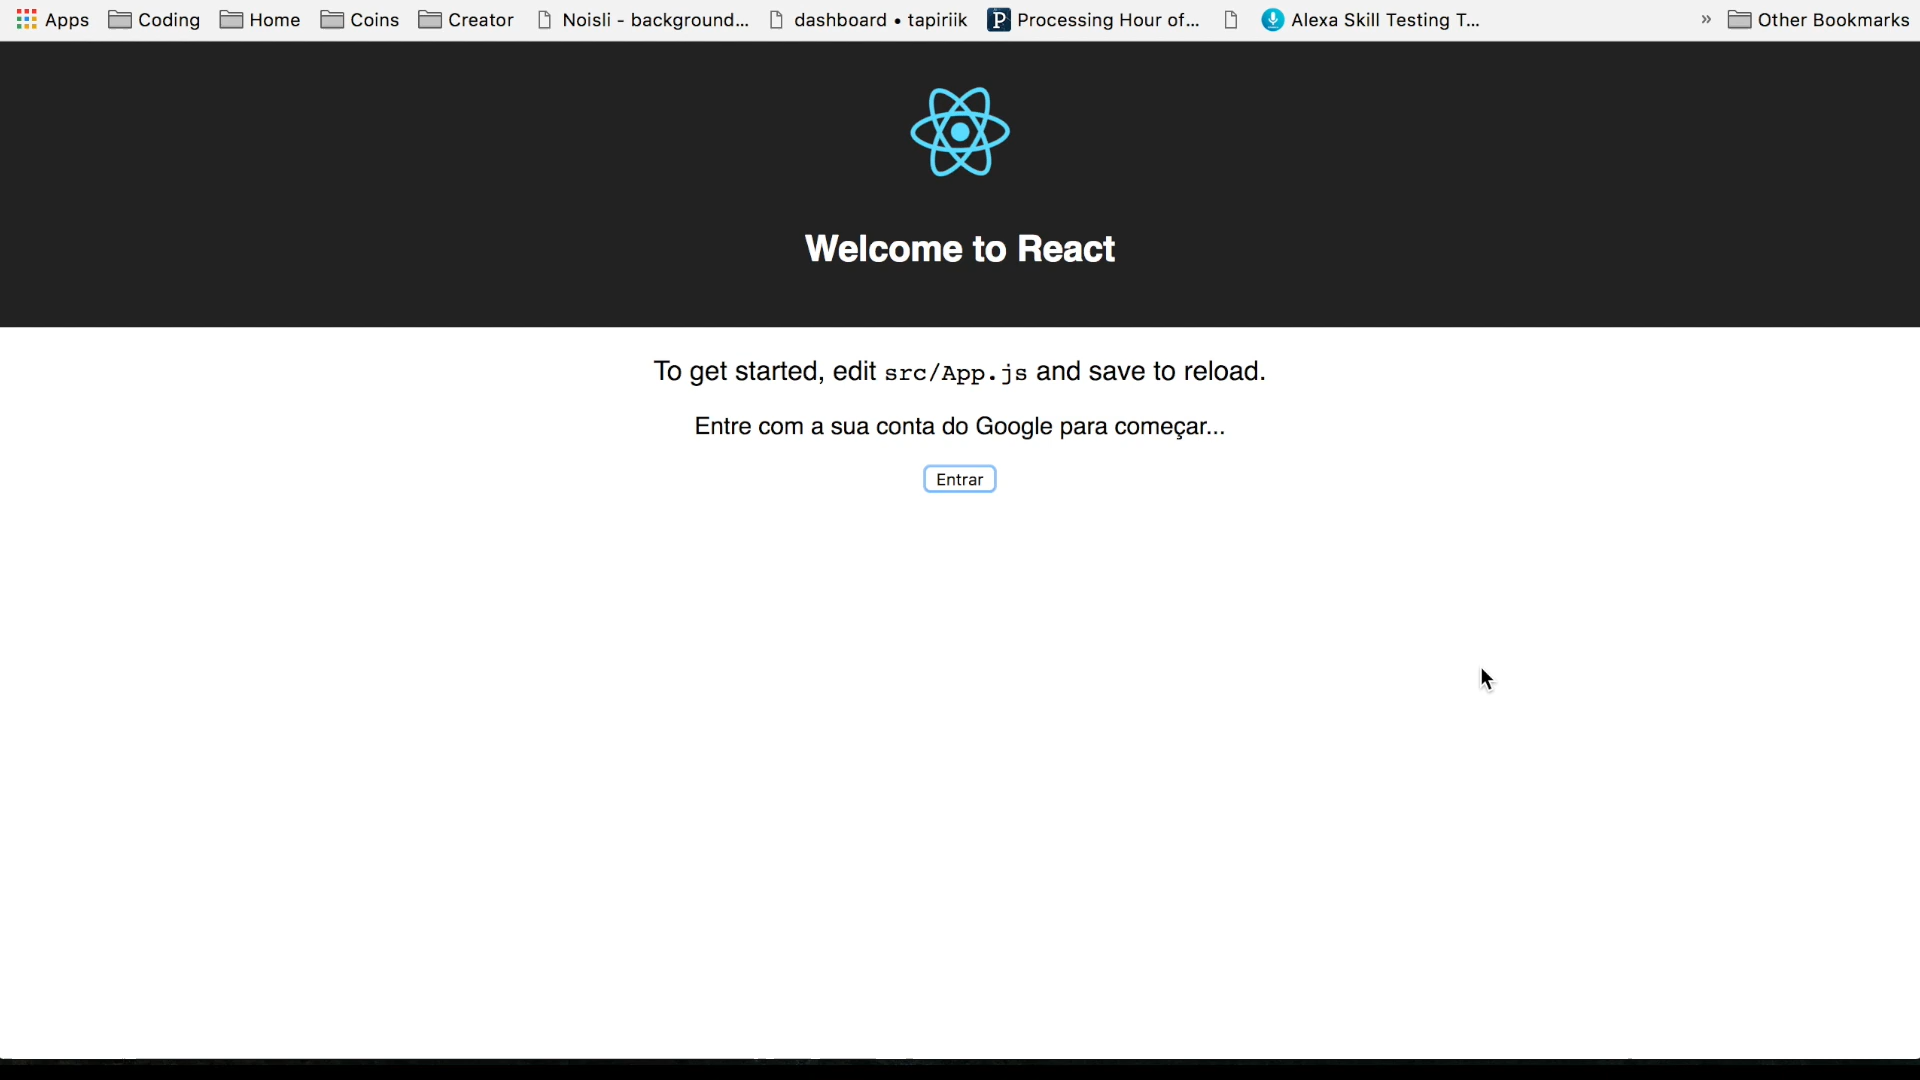 Apps Coding Home Coins Creator Noisli - background... dashboard • tapiriik P Processing Hour of... Alexa Skill Testing T... » Other Bookmarks
Welcome to React
To get started, edit src/App.js and save to reload.
Entre com a sua conta do Google para começar...
Entrar